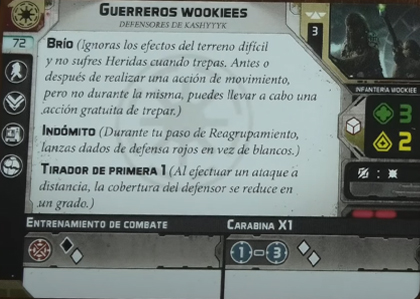 GUERREROS WOOKIEES
DEFENSORES DE KASHYYYK
72
3
BRÍO (Ignoras los efectos del terreno difícil
y no sufres Heridas cuando trepas. Antes o
después de realizar una acción de movimiento,
pero no durante la misma, puedes llevar a cabo una
acción gratuita de trepar.)
INDÓMITO (Durante tu paso de Reagrupamiento,
lanzas dados de defensa rojos en vez de blancos.)
TIRADOR DE PRIMERA 1 (Al efectuar un ataque a
distancia, la cobertura del defensor se reduce en
un grado.)
INFANTERÍA WOOKIEE
3
2
:
ENTRENAMIENTO DE COMBATE
CARABINA X1
1-3